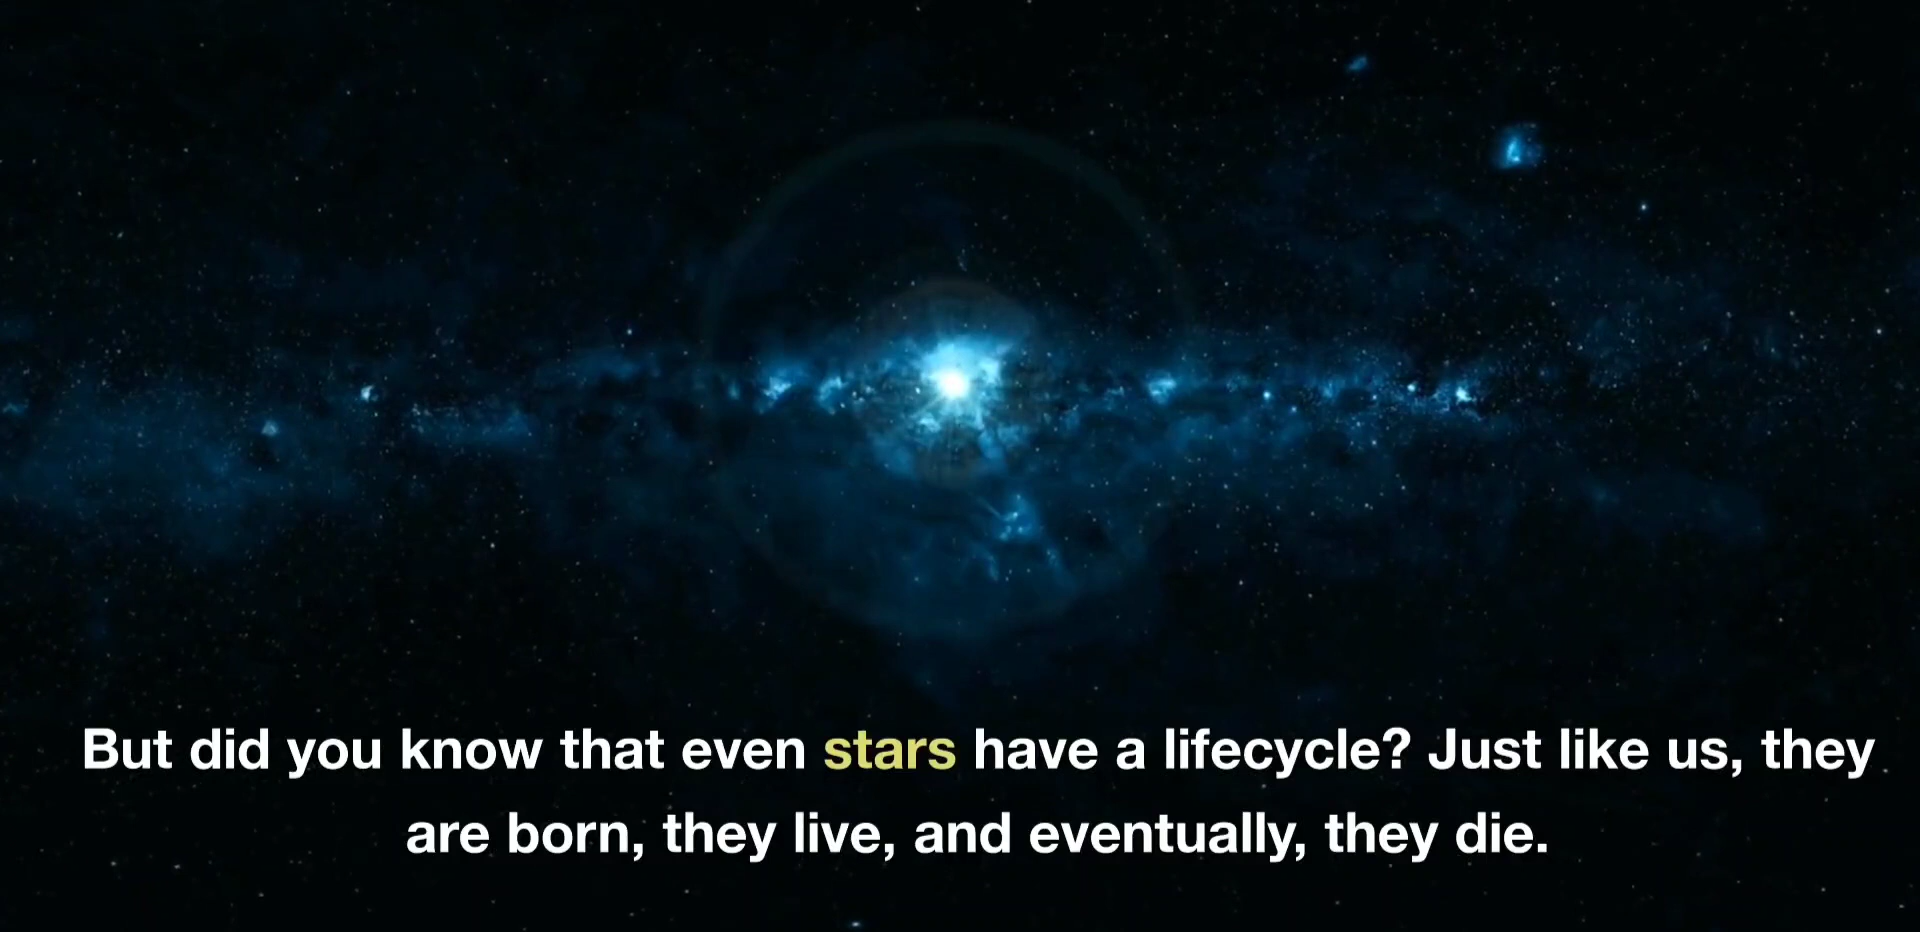 But did you know that even stars have a lifecycle? Just like us, they
are born, they live, and eventually, they die.